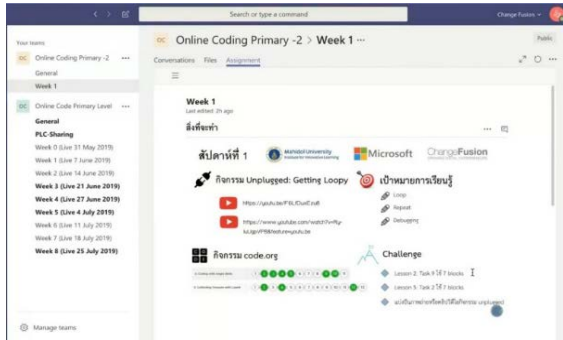 Search or type a command
Change Fusion
Your teams
OC Online Coding Primary -2 ...
General
Week 1
OC Online Code Primary Level ...
General
PLC-Sharing
Week 0 (Live 31 May 2019)
Week 1 (Live 7 June 2019)
Week 2 (Live 14 June 2019)
Week 3 (Live 21 June 2019)
Week 4 (Live 27 June 2019)
Week 5 (Live 4 July 2019)
Week 6 (Live 11 July 2019)
Week 7 (Live 18 July 2019)
Week 8 (Live 25 July 2019)
Manage teams
OC Online Coding Primary -2 > Week 1 ...
Public
Conversations Files Assignment
Week 1
Last edited: 2h ago
สิ่งที่จะทำ
สัปดาห์ที่ 1 Mahidol University Microsoft ChangeFusion
กิจกรรม Unplugged: Getting Loopy
เป้าหมายการเรียนรู้
Loop
Repeat
Debugging
กิจกรรม code.org
Challenge
Lesson 2: Task 9 ใช้ 7 blocks
Lesson 3: Task 2 ใช้ 7 blocks